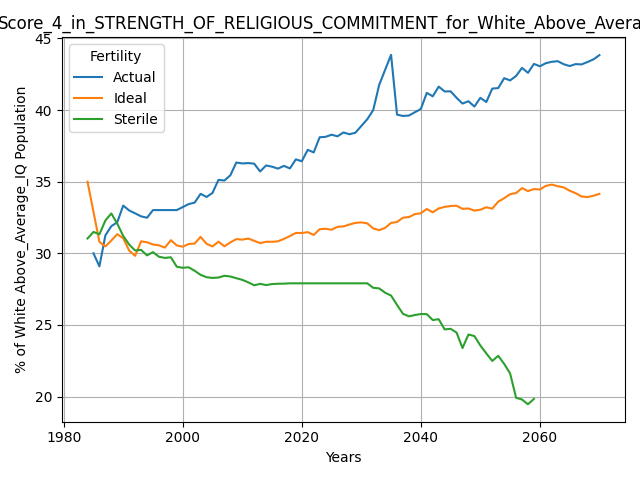 Score_4_in_STRENGTH_OF_RELIGIOUS_COMMITMENT_for_White_Above_Avera
45
40
35
30
25
20
% of White Above_Average_IQ Population
Fertility
Actual
Ideal
Sterile
1980
2000
2020
2040
2060
Years